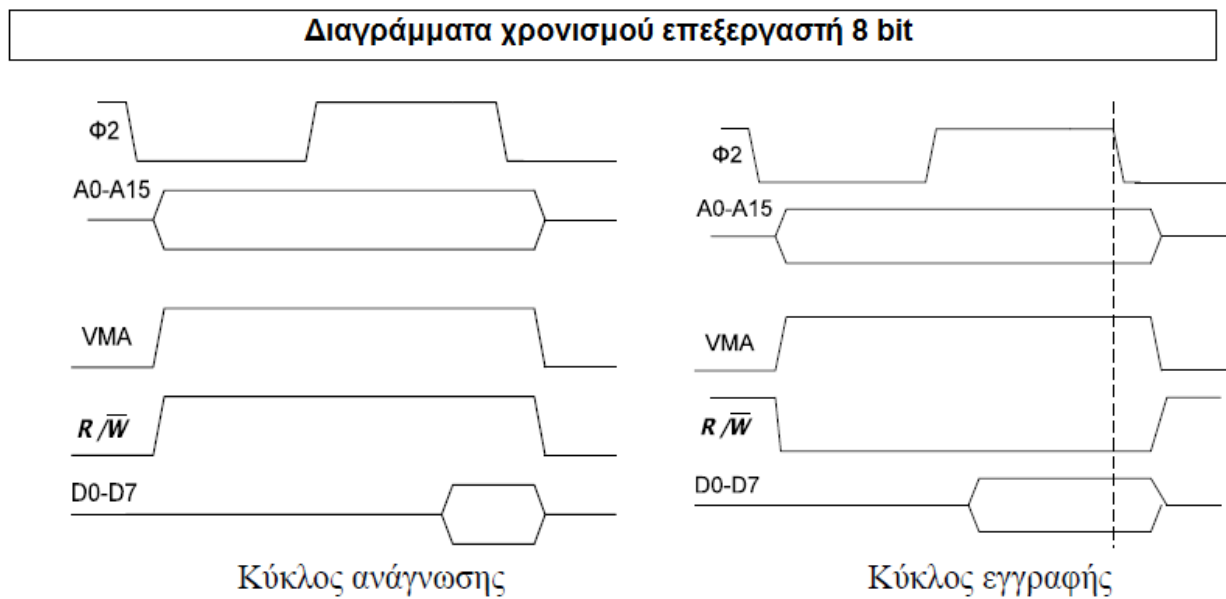 Διαγράμματα χρονισμού επεξεργαστή 8 bit
Φ2
A0-A15
VMA
R/W̅
D0-D7
Κύκλος ανάγνωσης
Φ2
A0-A15
VMA
R/W̅
D0-D7
Κύκλος εγγραφής